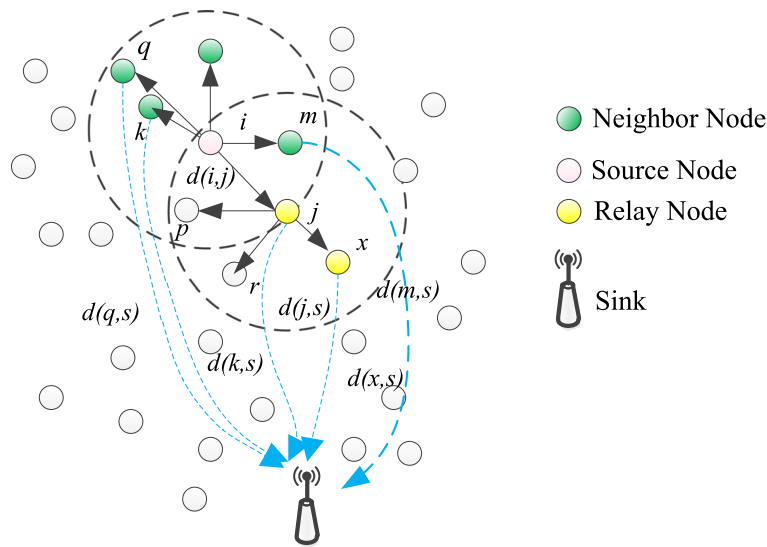 q
i
m
k
d(i,j)
p
j
x
r
d(q,s)
d(j,s)
d(m,s)
d(k,s)
d(x,s)
Neighbor Node
Source Node
Relay Node
Sink